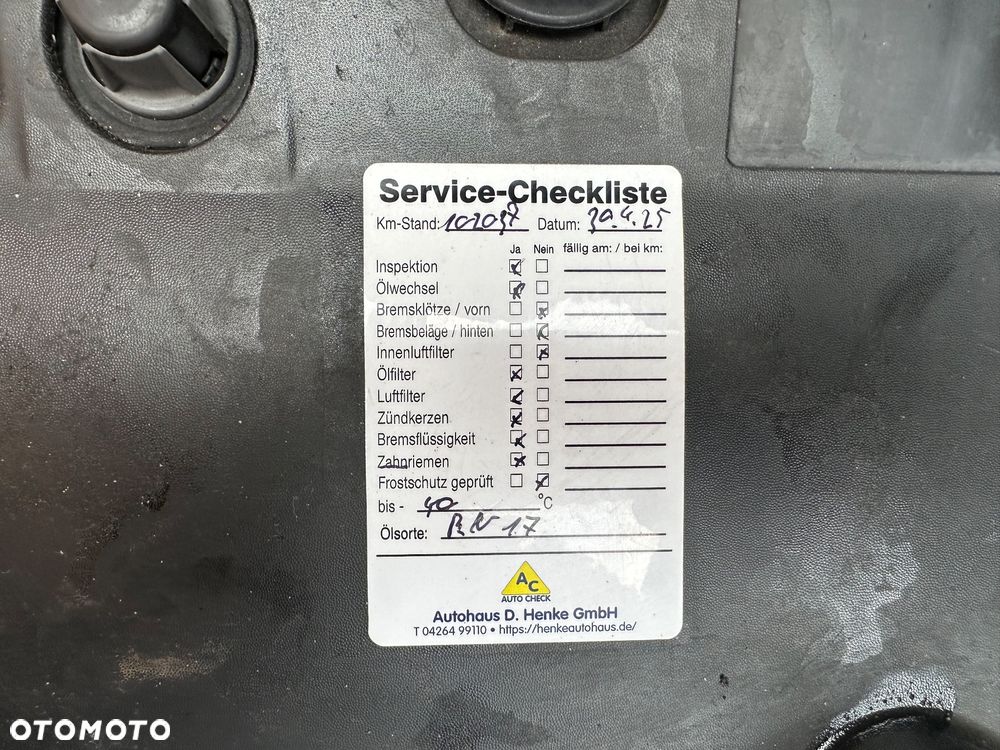 Service-Checkliste
Km-Stand: 102037 Datum: 30.4.25
Ja Nein fällig am: / bei km:
Inspektion
Ölwechsel
Bremsklötze / vorn
Bremsbeläge / hinten
Innenluftfilter
Ölfilter
Luftfilter
Zündkerzen
Bremsflüssigkeit
Zahnriemen
Frostschutz geprüft
bis - 40 °C
Ölsorte: RN 17
AC
AUTO CHECK
Autohaus D. Henke GmbH
T 04264 99110 • https://henkeautohaus.de/
OTOMOTO